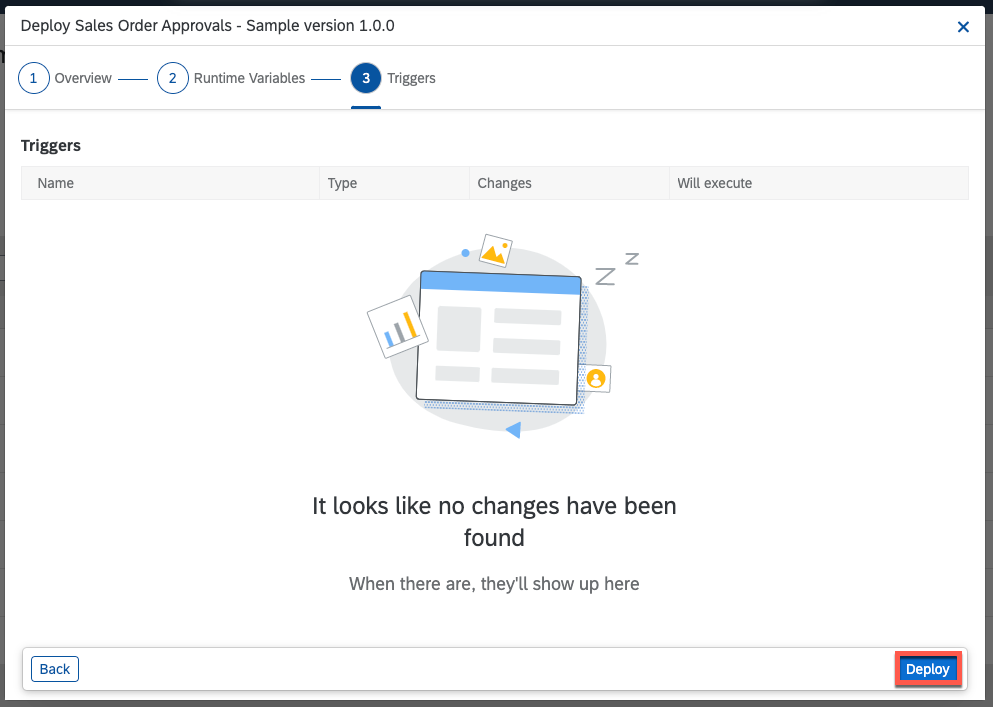 Deploy Sales Order Approvals - Sample version 1.0.0
1 Overview 2 Runtime Variables 3 Triggers
Triggers
Name Type Changes Will execute
Z Z
It looks like no changes have been
found
When there are, they'll show up here
Back Deploy